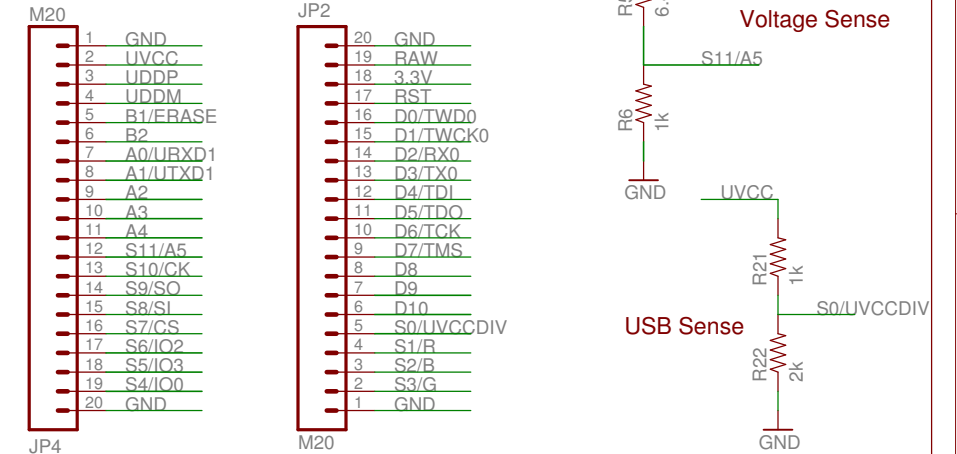 M20
1 GND
2 UVCC
3 UDDP
4 UDDM
5 B1/ERASE
6 B2
7 A0/URXD1
8 A1/UTXD1
9 A2
10 A3
11 A4
12 S11/A5
13 S10/CK
14 S9/SO
15 S8/SI
16 S7/CS
17 S6/IO2
18 S5/IO3
19 S4/IO0
20 GND
JP4
JP2
20 GND
19 RAW
18 3.3V
17 RST
16 D0/TWD0
15 D1/TWCK0
14 D2/RX0
13 D3/TX0
12 D4/TDI
11 D5/TDO
10 D6/TCK
9 D7/TMS
8 D8
7 D9
6 D10
5 S0/UVCCDIV
4 S1/R
3 S2/B
2 S3/G
1 GND
M20
Voltage Sense
S11/A5
R6
1k
GND
UVCC
R21
1k
S0/UVCCDIV
USB Sense
R22
2k
GND